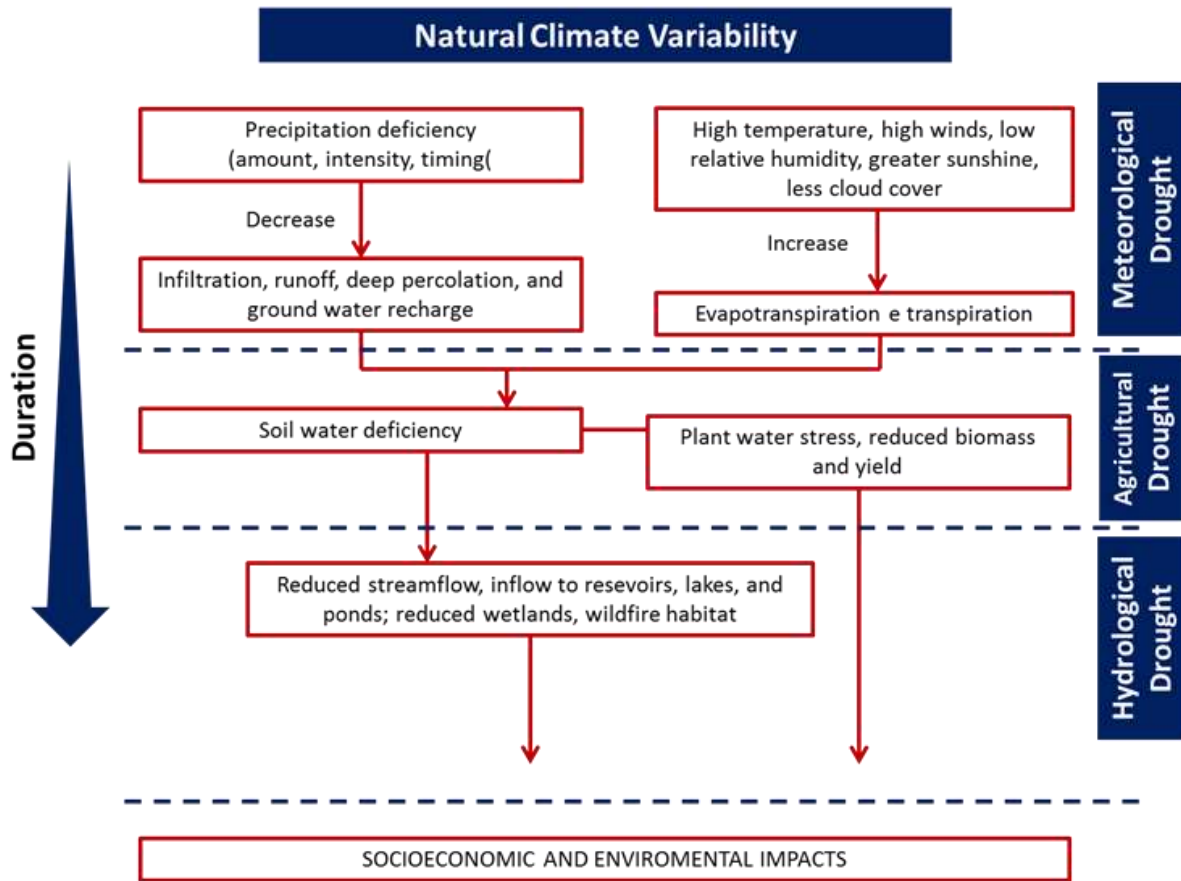 Natural Climate Variability
Precipitation deficiency
(amount, intensity, timing(
High temperature, high winds, low
relative humidity, greater sunshine,
less cloud cover
Meteorological
Drought
Decrease
Increase
Infiltration, runoff, deep percolation, and
ground water recharge
Evapotranspiration e transpiration
Duration
Soil water deficiency
Plant water stress, reduced biomass
and yield
Agricultural
Drought
Reduced streamflow, inflow to resevoirs, lakes, and
ponds; reduced wetlands, wildfire habitat
Hydrological
Drought
SOCIOECONOMIC AND ENVIROMENTAL IMPACTS